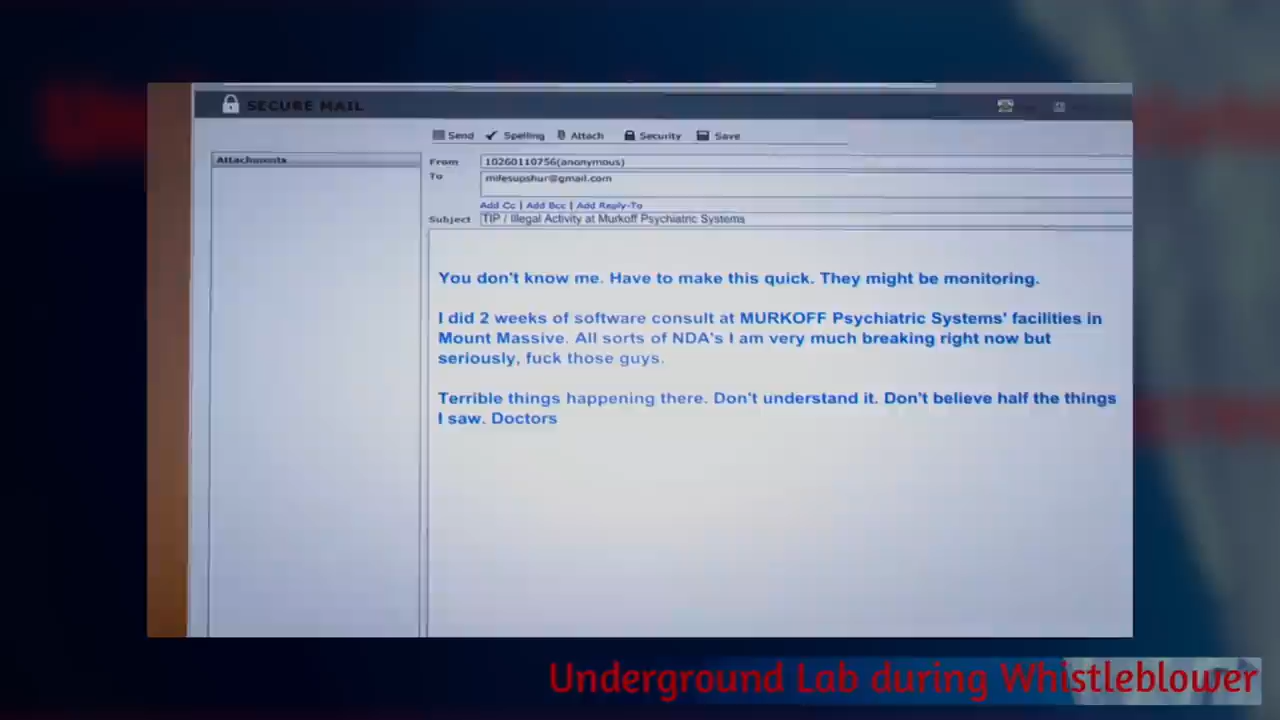 SECURE MAIL
Send Spelling Attach Security Save
Attachments
From 10260110756(anonymous)
To milesupshur@gmail.com
Add Cc | Add Bcc | Add Reply-To
Subject TIP / Illegal Activity at Murkoff Psychiatric Systems
You don't know me. Have to make this quick. They might be monitoring.
I did 2 weeks of software consult at MURKOFF Psychiatric Systems' facilities in
Mount Massive. All sorts of NDA's I am very much breaking right now but
seriously, fuck those guys.
Terrible things happening there. Don't understand it. Don't believe half the things
I saw. Doctors
Underground Lab during Whistleblower